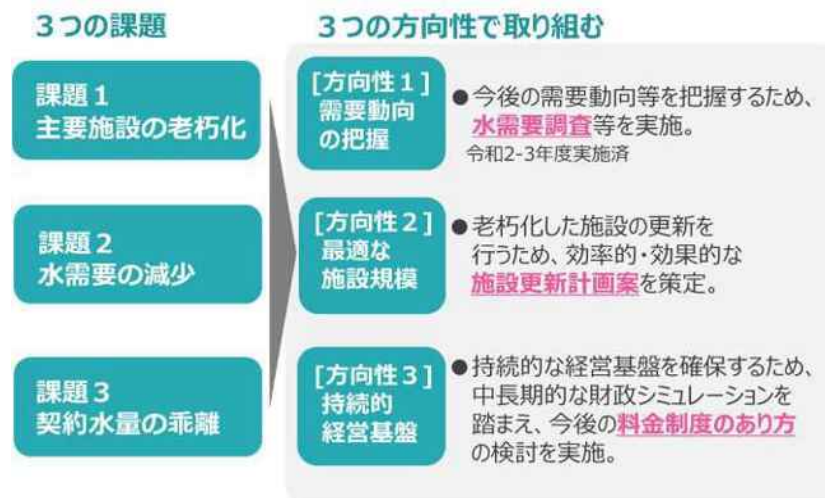 ３つの課題
課題１
主要施設の老朽化
課題２
水需要の減少
課題３
契約水量の乖離
３つの方向性で取り組む
[方向性１]
需要動向
の把握
●今後の需要動向等を把握するため、
水需要調査等を実施。
令和2-3年度実施済
[方向性２]
最適な
施設規模
●老朽化した施設の更新を
行うため、効率的・効果的な
施設更新計画案を策定。
[方向性３]
持続的
経営基盤
●持続的な経営基盤を確保するため、
中長期的な財政シミュレーションを
踏まえ、今後の料金制度のあり方
の検討を実施。